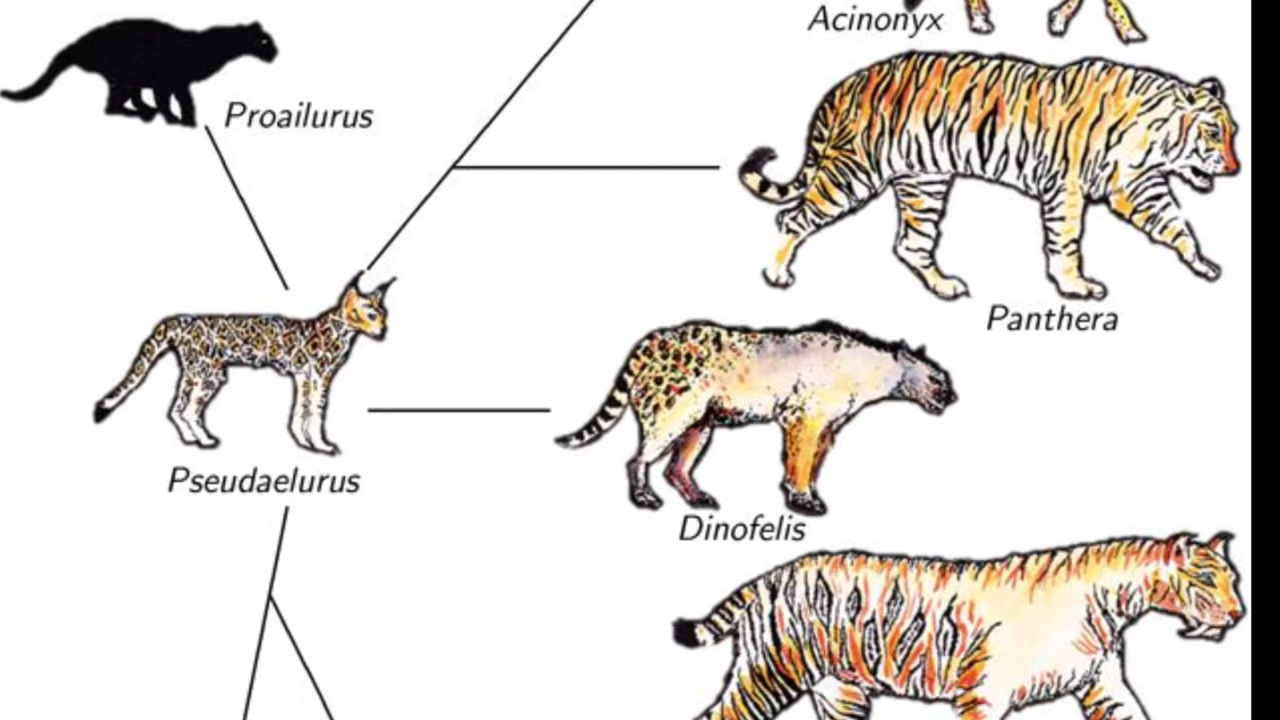 Acinonyx
Proailurus
Panthera
Pseudaelurus
Dinofelis